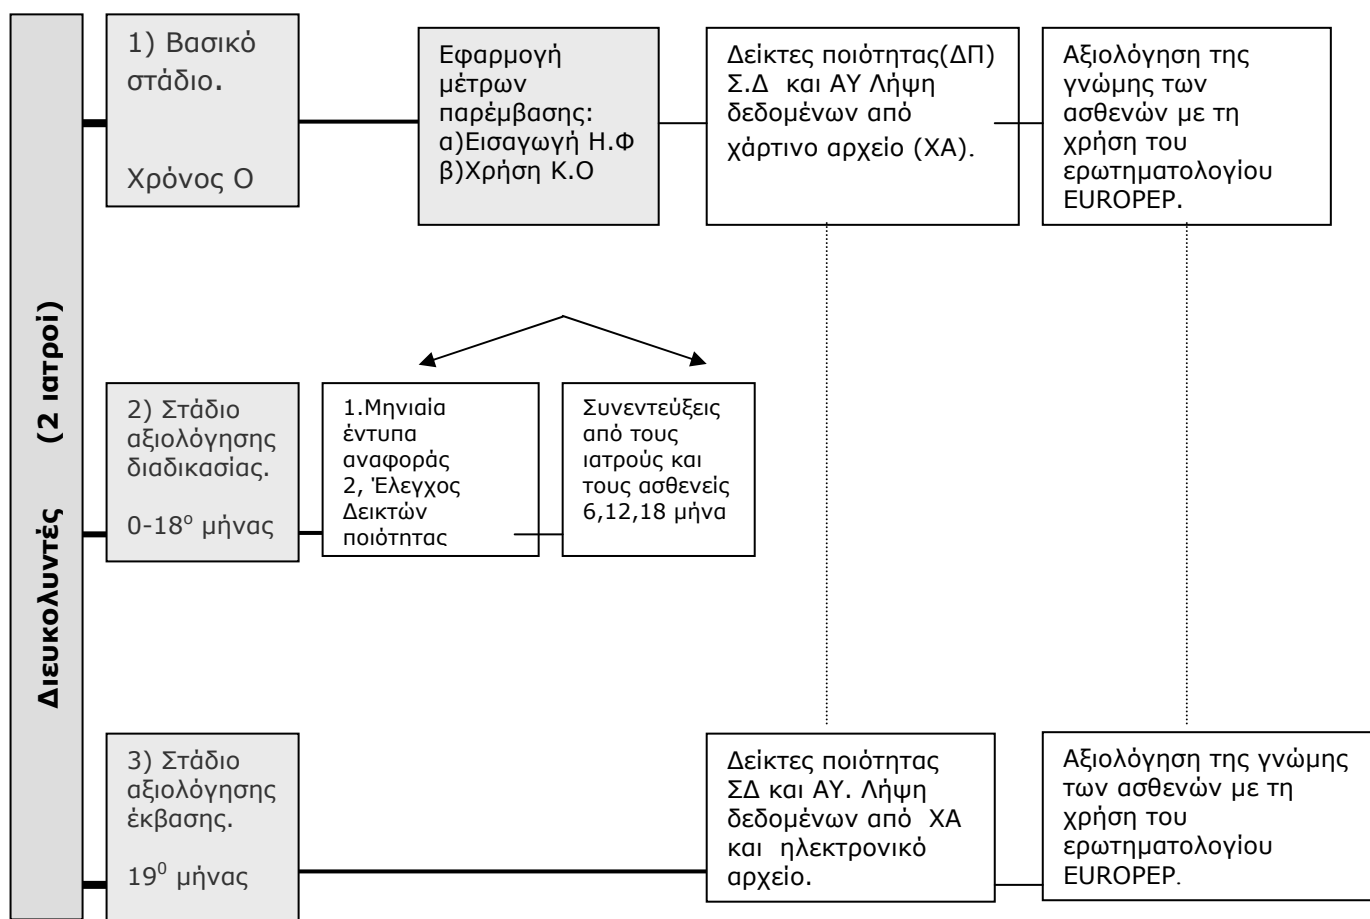 Διευκολυντές (2 ιατροί)
1) Βασικό
στάδιο.
Χρόνος Ο
Εφαρμογή
μέτρων
παρέμβασης:
α)Εισαγωγή Η.Φ
β)Χρήση Κ.Ο
Δείκτες ποιότητας(ΔΠ)
Σ.Δ και ΑΥ Λήψη
δεδομένων από
χάρτινο αρχείο (ΧΑ).
Αξιολόγηση της
γνώμης των
ασθενών με τη
χρήση του
ερωτηματολογίου
EUROPEP.
2) Στάδιο
αξιολόγησης
διαδικασίας.
0-18ο μήνας
1.Μηνιαία
έντυπα
αναφοράς
2, Έλεγχος
Δεικτών
ποιότητας
Συνεντεύξεις
από τους
ιατρούς και
τους ασθενείς
6,12,18 μήνα
3) Στάδιο
αξιολόγησης
έκβασης.
19⁰ μήνας
Δείκτες ποιότητας
ΣΔ και ΑΥ. Λήψη
δεδομένων από ΧΑ
και ηλεκτρονικό
αρχείο.
Αξιολόγηση της γνώμης
των ασθενών με τη
χρήση του
ερωτηματολογίου
EUROPEP.